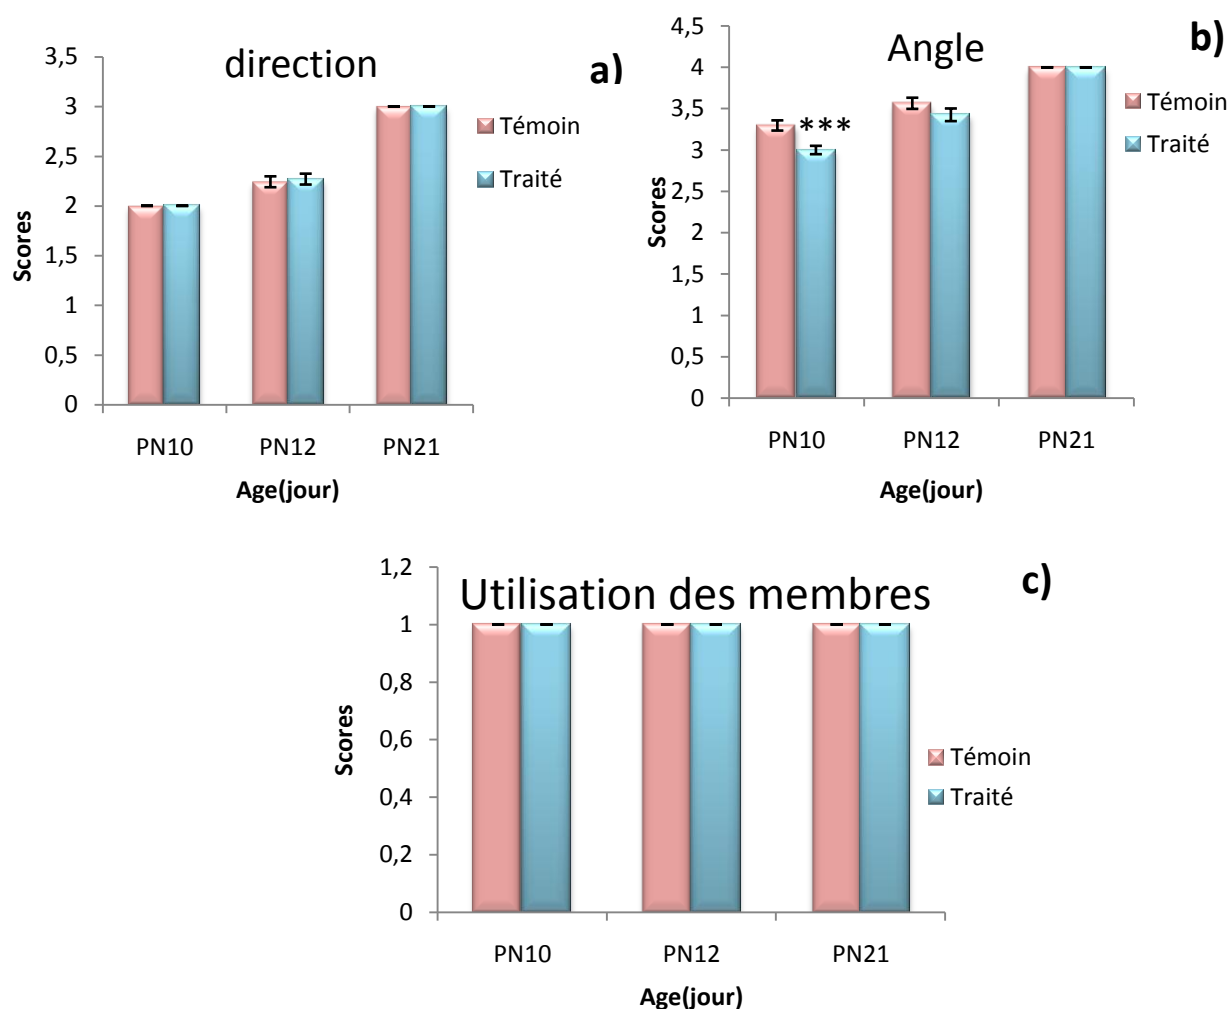 direction
a)
3,5
3
2,5
2
1,5
1
0,5
0
Scores
PN10 PN12 PN21
Age(jour)
Témoin
Traité
Angle
b)
4,5
4
3,5
3
2,5
2
1,5
1
0,5
0
Scores
***
PN10 PN12 PN21
Age(jour)
Témoin
Traité
Utilisation des membres
c)
1,2
1
0,8
0,6
0,4
0,2
0
Scores
PN10 PN12 PN21
Age(jour)
Témoin
Traité